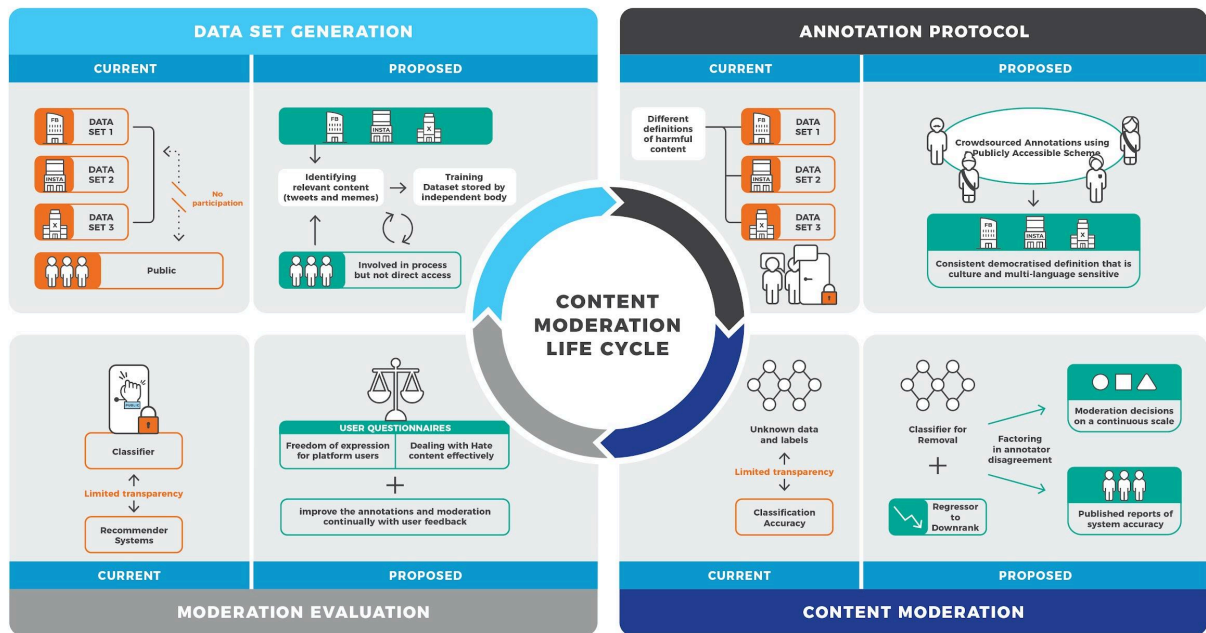 DATA SET GENERATION
CURRENT
PROPOSED
FB
DATA
SET 1
INSTA
DATA
SET 2
X
DATA
SET 3
No
participation
Public
FB
INSTA
X
Identifying
relevant content
(tweets and memes)
Training
Dataset stored by
independent body
Involved in process
but not direct access
ANNOTATION PROTOCOL
CURRENT
PROPOSED
Different
definitions
of harmful
content
FB
DATA
SET 1
INSTA
DATA
SET 2
X
DATA
SET 3
Crowdsourced Annotations using
Publicly Accessible Scheme
FB
INSTA
X
Consistent democratised definition that is
culture and multi-language sensitive
CONTENT
MODERATION
LIFE CYCLE
PUBLIC
Classifier
Limited transparency
Recommender
Systems
USER QUESTIONNAIRES
Freedom of expression
for platform users
Dealing with Hate
content effectively
+
improve the annotations and moderation
continually with user feedback
CURRENT
PROPOSED
MODERATION EVALUATION
Unknown data
and labels
Limited transparency
Classification
Accuracy
Classifier for
Removal
+
Regressor
to
Downrank
Factoring
in annotator
disagreement
Moderation decisions
on a continuous scale
Published reports of
system accuracy
CURRENT
PROPOSED
CONTENT MODERATION